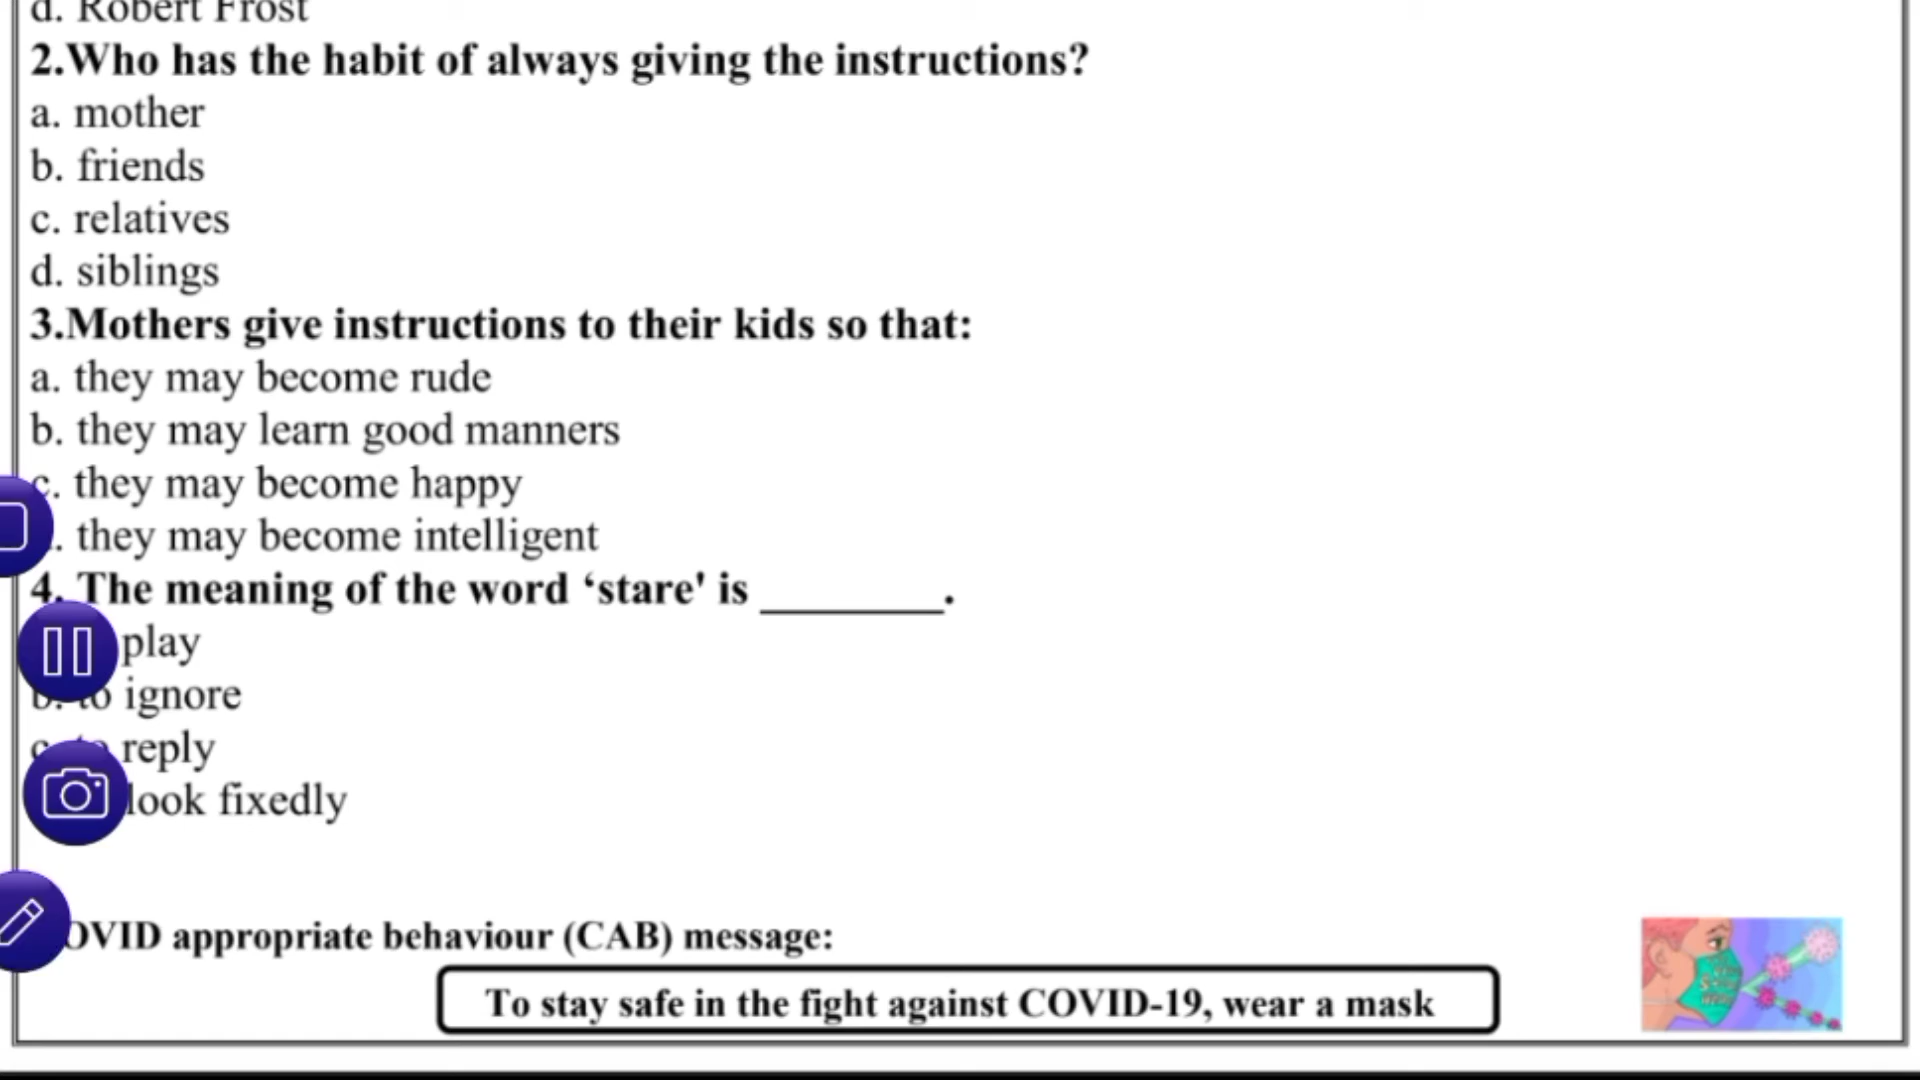 d. Robert Frost
2.Who has the habit of always giving the instructions?
a. mother
b. friends
c. relatives
d. siblings
3.Mothers give instructions to their kids so that:
a. they may become rude
b. they may learn good manners
c. they may become happy
. they may become intelligent
4. The meaning of the word ‘stare' is ________.
play
b. to ignore
reply
look fixedly
OVID appropriate behaviour (CAB) message:
To stay safe in the fight against COVID-19, wear a mask